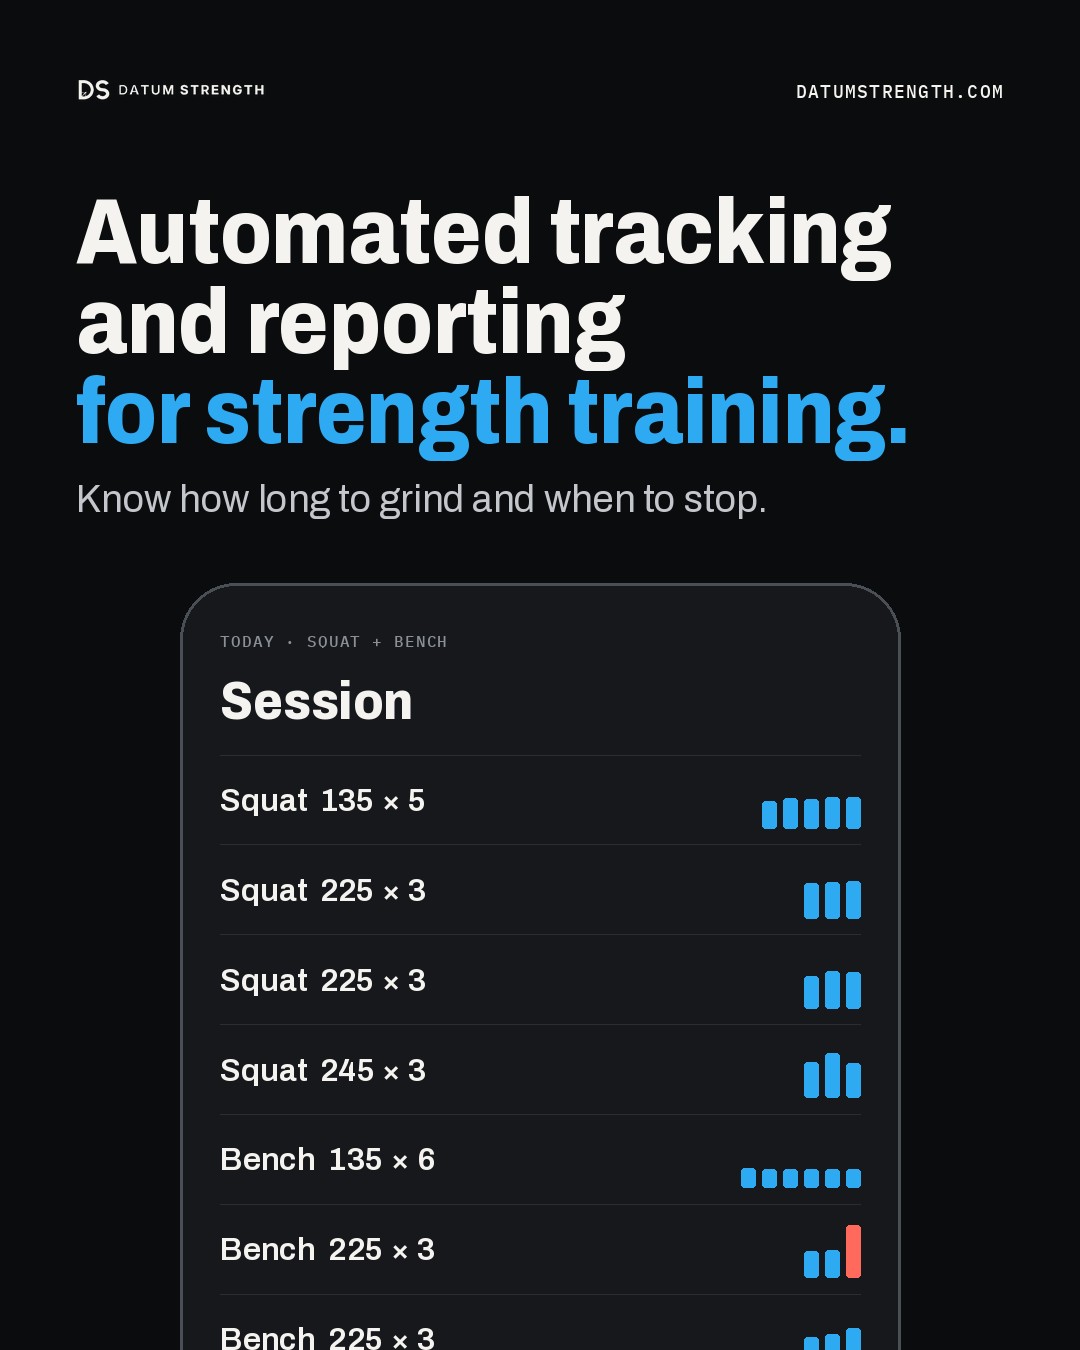 DS DATUM STRENGTH
DATUMSTRENGTH.COM
Automated tracking
and reporting
for strength training.
Know how long to grind and when to stop.
TODAY · SQUAT + BENCH
Session
Squat 135 × 5
Squat 225 × 3
Squat 225 × 3
Squat 245 × 3
Bench 135 × 6
Bench 225 × 3
Bench 225 × 3